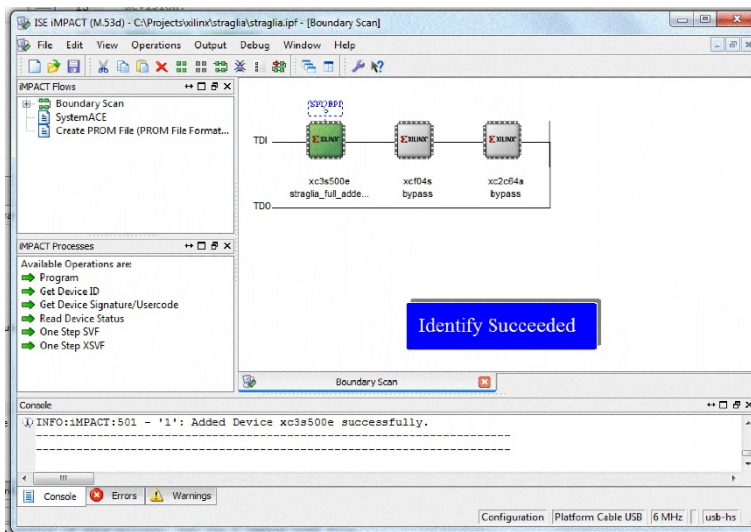 ISE iMPACT (M.53d) - C:\Projects\xilinx\straglia\straglia.ipf - [Boundary Scan]
File Edit View Operations Output Debug Window Help
iMPACT Flows
Boundary Scan
SystemACE
Create PROM File (PROM File Format...
SPI/BPI
?
TDI
XILINX XILINX XILINX
xc3s500e xcf04s xc2c64a
straglia_full_adde... bypass bypass
TDO
iMPACT Processes
Available Operations are:
Program
Get Device ID
Get Device Signature/Usercode
Read Device Status
One Step SVF
One Step XSVF
Identify Succeeded
Boundary Scan
Console
INFO:iMPACT:501 - '1': Added Device xc3s500e successfully.
----------------------------------------------------------------------
----------------------------------------------------------------------
Console Errors Warnings
Configuration Platform Cable USB 6 MHz usb-hs